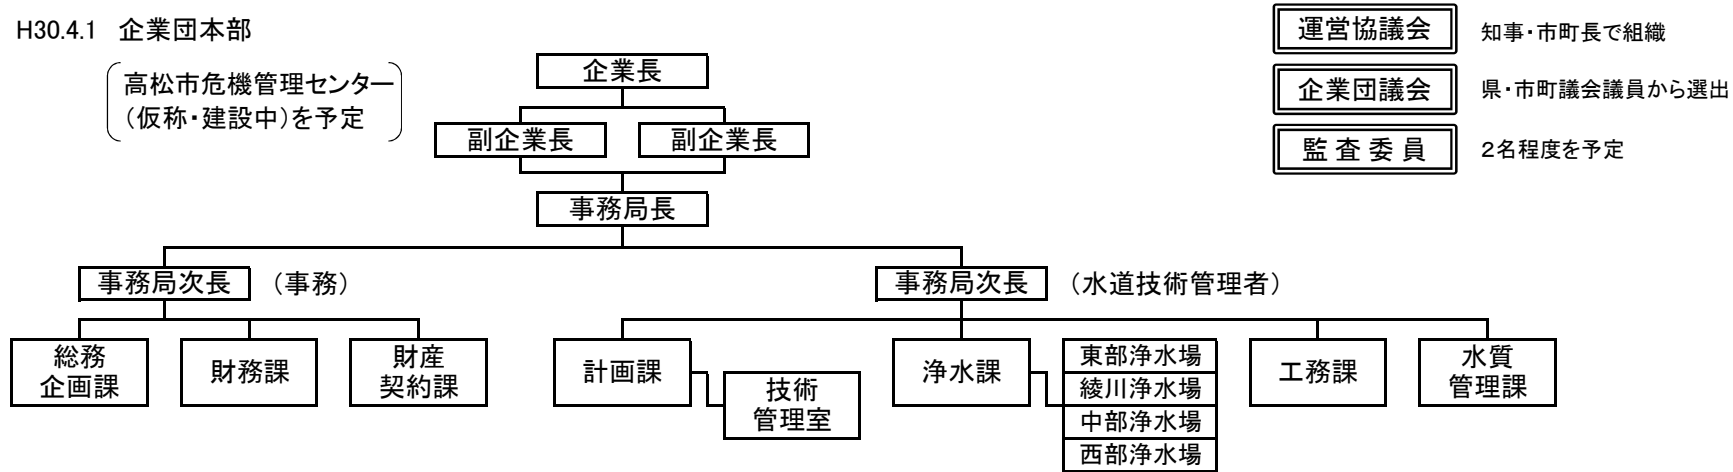 H30.4.1 企業団本部
高松市危機管理センター
(仮称・建設中)を予定
運営協議会 知事・市町長で組織
企業団議会 県・市町議会議員から選出
監査委員 2名程度を予定
企業長
副企業長 副企業長
事務局長
事務局次長 (事務)
事務局次長 (水道技術管理者)
総務
企画課
財務課
財産
契約課
計画課
技術
管理室
浄水課
東部浄水場
綾川浄水場
中部浄水場
西部浄水場
工務課
水質
管理課